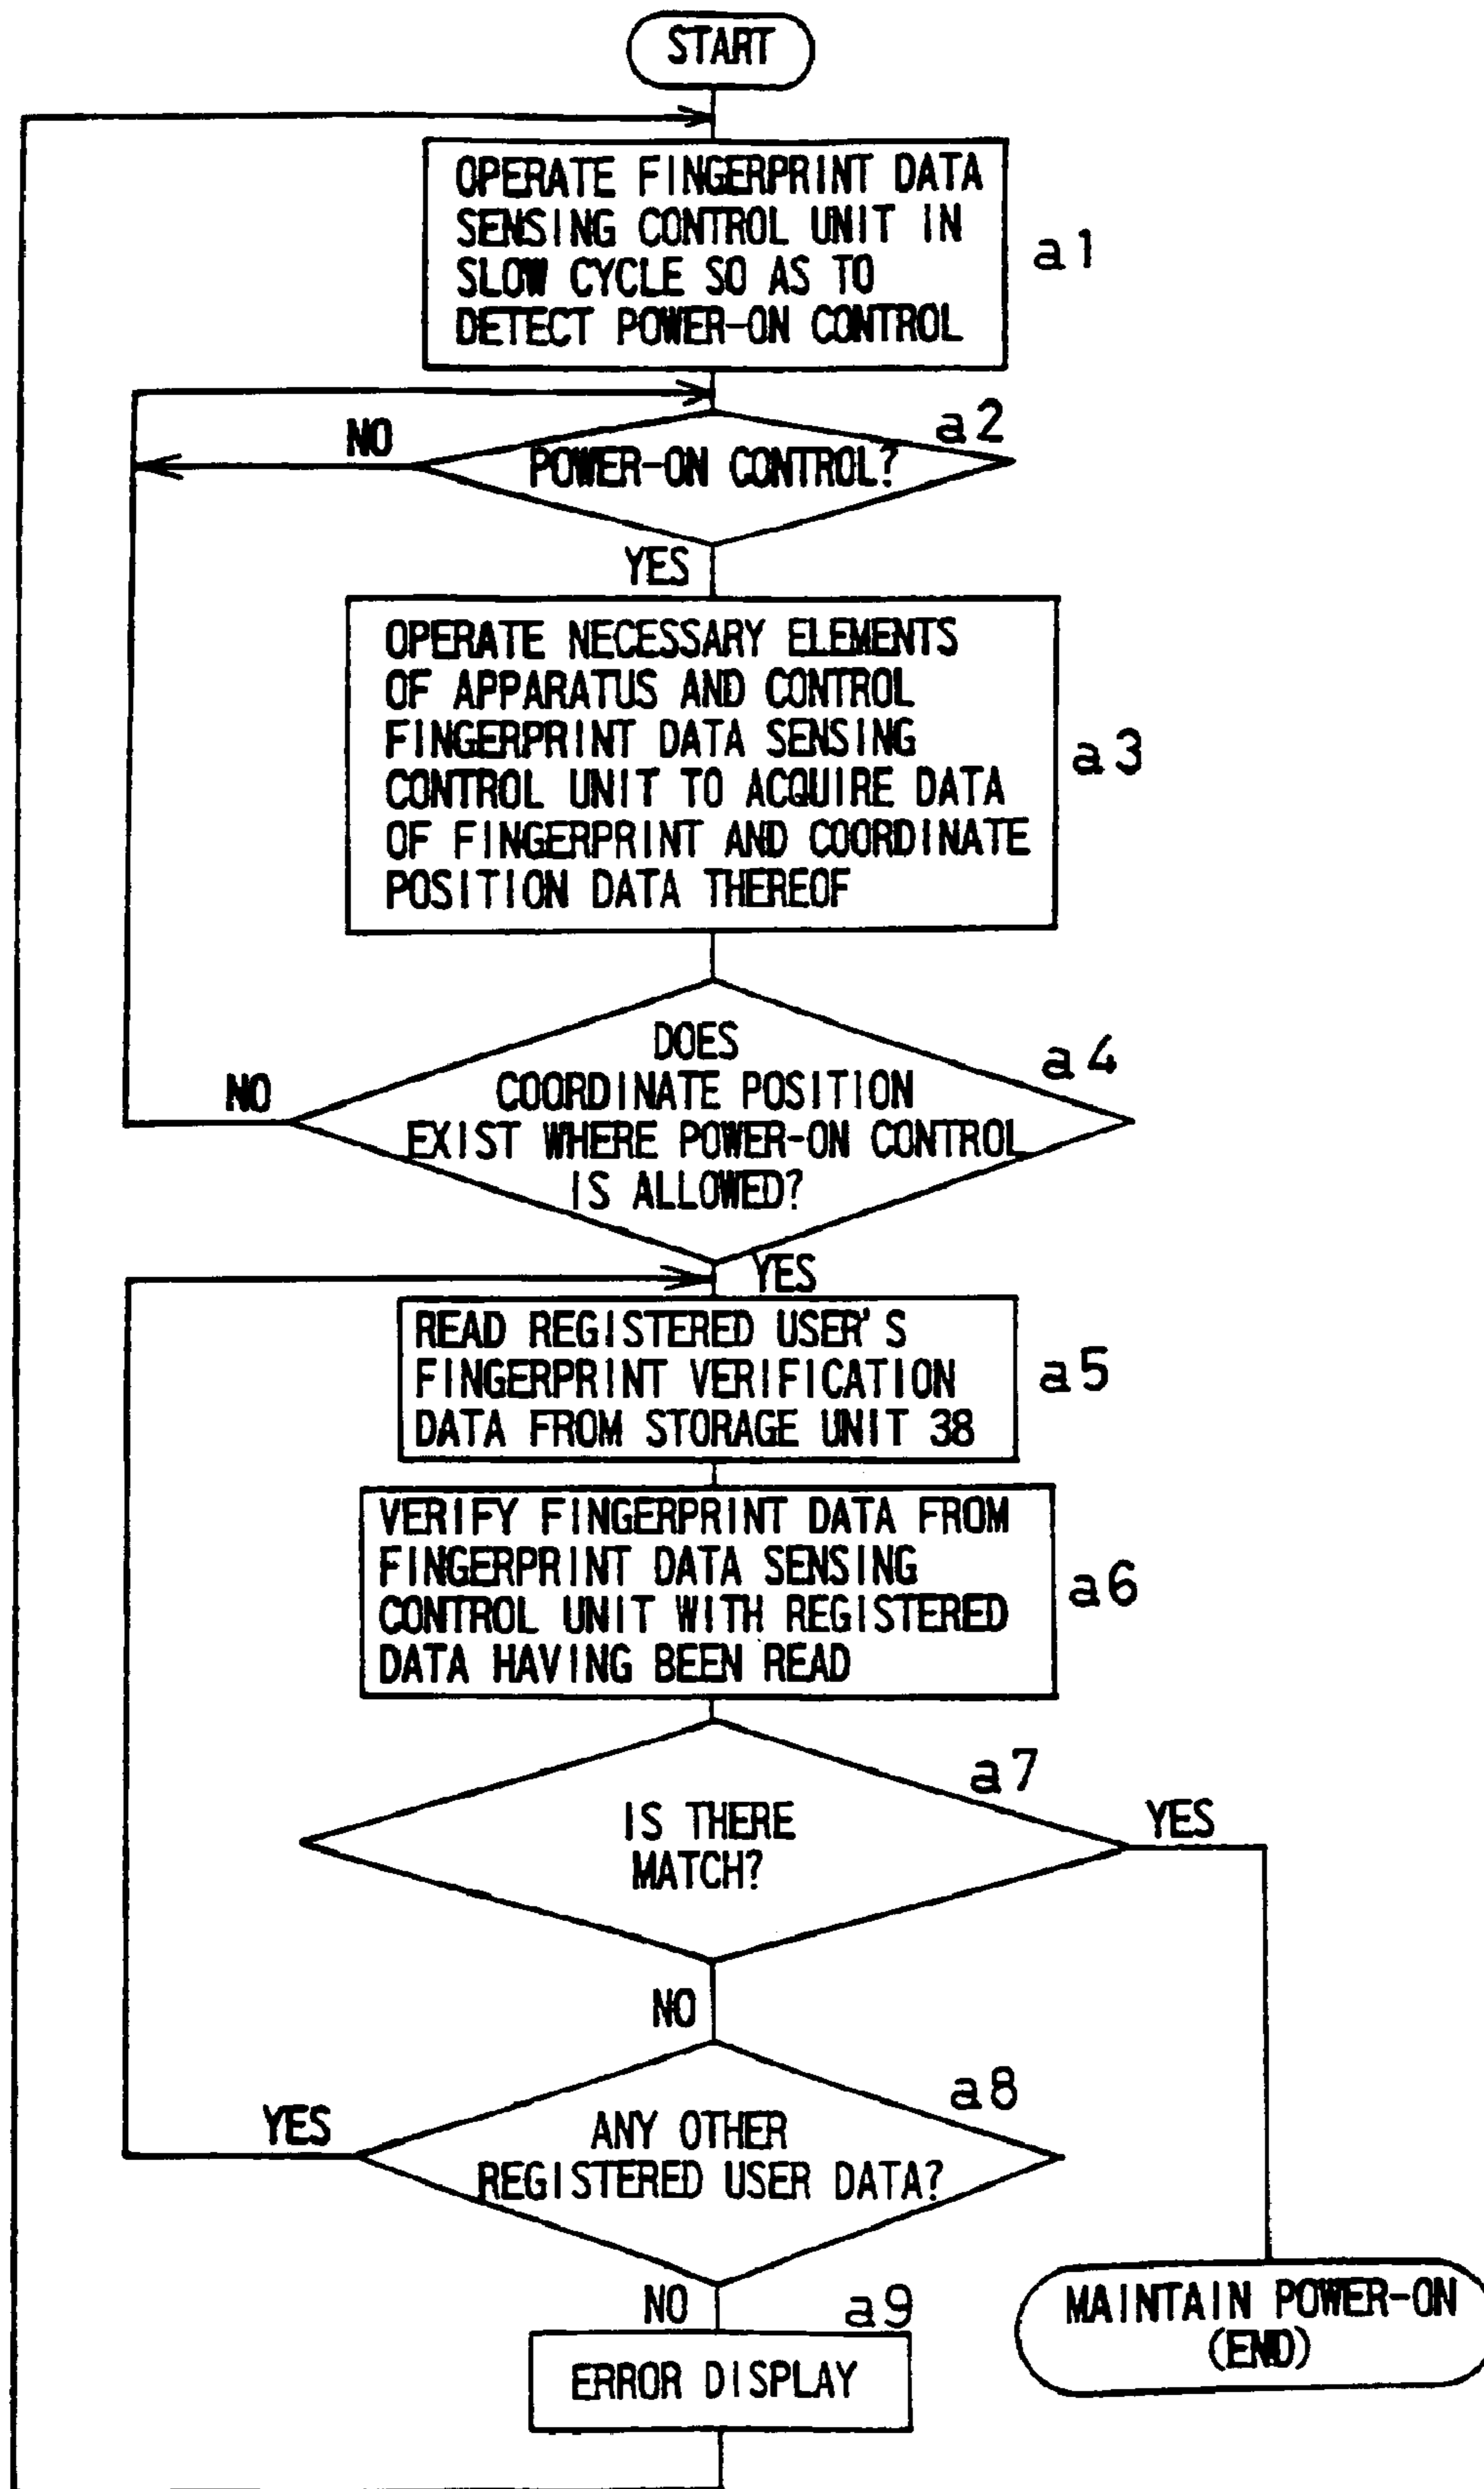 START
OPERATE FINGERPRINT DATA
SENSING CONTROL UNIT IN
SLOW CYCLE SO AS TO
DETECT POWER-ON CONTROL
a1
a2
NO
POWER-ON CONTROL?
YES
OPERATE NECESSARY ELEMENTS
OF APPARATUS AND CONTROL
FINGERPRINT DATA SENSING
CONTROL UNIT TO ACQUIRE DATA
OF FINGERPRINT AND COORDINATE
POSITION DATA THEREOF
a3
DOES
COORDINATE POSITION
EXIST WHERE POWER-ON CONTROL
IS ALLOWED?
a4
NO
YES
READ REGISTERED USER'S
FINGERPRINT VERIFICATION
DATA FROM STORAGE UNIT 38
a5
VERIFY FINGERPRINT DATA FROM
FINGERPRINT DATA SENSING
CONTROL UNIT WITH REGISTERED
DATA HAVING BEEN READ
a6
a7
IS THERE
MATCH?
YES
NO
a8
YES
ANY OTHER
REGISTERED USER DATA?
NO
a9
ERROR DISPLAY
MAINTAIN POWER-ON
(END)